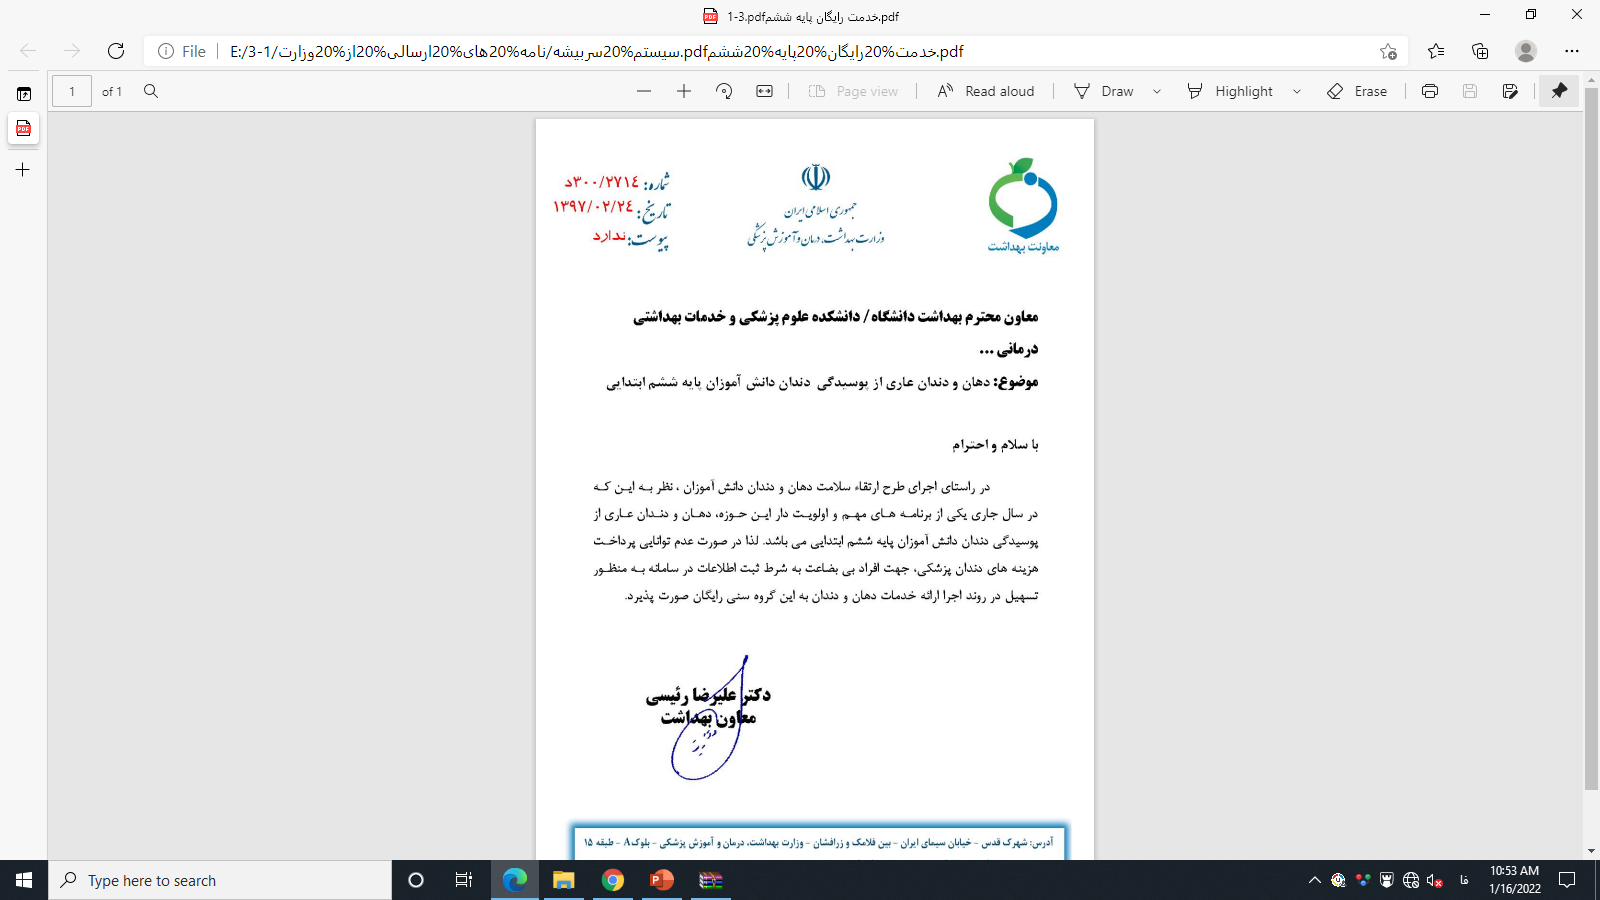 1-3.pdfخدمت رایگان پایه ششم.pdf
File
E:/3-1/سیستم%20سربیشه/نامه%20های%20ارسالی%20از%20وزارت.pdfخدمت%20رایگان%20پایه%20ششم.pdf
1 of 1
Page view
Read aloud
Draw
Highlight
Erase
شماره: ۳۰۰/۲۷۱۴د
تاریخ: ۱۳۹۷/۰۲/۲۴
پیوست: ندارد
جمهوری اسلامی ایران
وزارت بهداشت، درمان و آموزش پزشکی
معاونت بهداشت
معاون محترم بهداشت دانشگاه/ دانشکده علوم پزشکی و خدمات بهداشتی
درمانی ...
موضوع: دهان و دندان عاری از پوسیدگی دندان دانش آموزان پایه ششم ابتدایی
با سلام و احترام
در راستای اجرای طرح ارتقاء سلامت دهان و دندان دانش آموزان ، نظر به این که
در سال جاری یکی از برنامه های مهم و اولویت دار این حوزه، دهان و دندان عاری از
پوسیدگی دندان دانش آموزان پایه ششم ابتدایی می باشد. لذا در صورت عدم توانایی پرداخت
هزینه های دندان پزشکی، جهت افراد بی بضاعت به شرط ثبت اطلاعات در سامانه به منظور
تسهیل در روند اجرا ارائه خدمات دهان و دندان به این گروه سنی رایگان صورت پذیرد.
دکتر علیرضا رئیسی
معاون بهداشت
آدرس: شهرک قدس – خیابان سیمای ایران – بین فلامک و زرافشان – وزارت بهداشت، درمان و آموزش پزشکی – بلوک A – طبقه ۱۵
Type here to search
فا
10:53 AM
1/16/2022